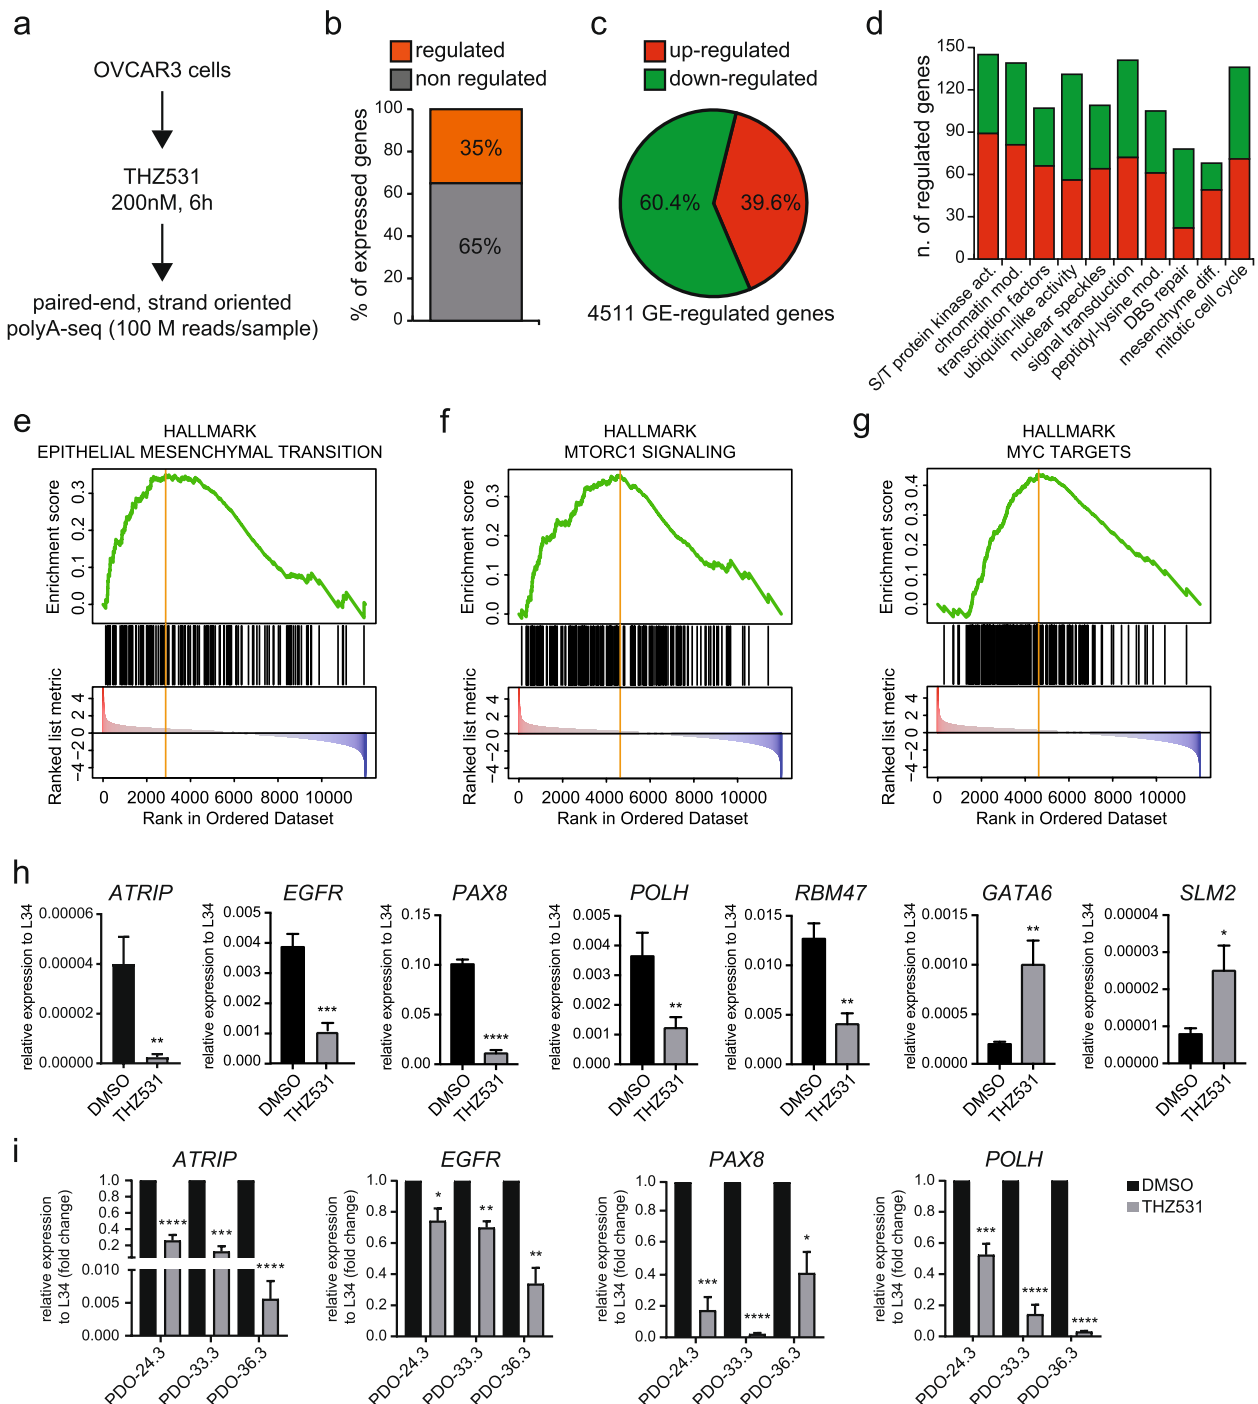 a
OVCAR3 cells
THZ531
200nM, 6h
paired-end, strand oriented
polyA-seq (100 M reads/sample)
b
regulated
non regulated
% of expressed genes
100
80
60
40
20
0
35%
65%
c
up-regulated
down-regulated
60.4%
39.6%
4511 GE-regulated genes
d
n. of regulated genes
150
120
90
60
30
0
S/T protein kinase act.
chromatin mod.
transcription factors
ubiquitin-like activity
nuclear speckles
signal transduction
peptidyl-lysine mod.
DBS repair
mesenchyme diff.
mitotic cell cycle
e
HALLMARK
EPITHELIAL MESENCHYMAL TRANSITION
Enrichment score
0.3
0.2
0.1
0.0
Ranked list metric
4
2
0
−2
−4
0 2000 4000 6000 8000 10000
Rank in Ordered Dataset
f
HALLMARK
MTORC1 SIGNALING
Enrichment score
0.3
0.2
0.1
0.0
Ranked list metric
4
2
0
−2
−4
0 2000 4000 6000 8000 10000
Rank in Ordered Dataset
g
HALLMARK
MYC TARGETS
Enrichment score
0.4
0.3
0.2
0.1
0.0
Ranked list metric
4
2
0
−2
−4
0 2000 4000 6000 8000 10000
Rank in Ordered Dataset
h
ATRIP
relative expression to L34
0.00006
0.00004
0.00002
0.00000
**
DMSO
THZ531
EGFR
relative expression to L34
0.005
0.004
0.003
0.002
0.001
0.000
***
DMSO
THZ531
PAX8
relative expression to L34
0.15
0.10
0.05
0.00
****
DMSO
THZ531
POLH
relative expression to L34
0.005
0.004
0.003
0.002
0.001
0.000
**
DMSO
THZ531
RBM47
relative expression to L34
0.015
0.010
0.005
0.000
**
DMSO
THZ531
GATA6
relative expression to L34
0.0015
0.0010
0.0005
0.0000
**
DMSO
THZ531
SLM2
relative expression to L34
0.00004
0.00003
0.00002
0.00001
0.00000
*
DMSO
THZ531
i
ATRIP
relative expression
to L34 (fold change)
1.0
0.8
0.6
0.4
0.2
0.010
0.005
0.000
****
***
****
PDO-24.3
PDO-33.3
PDO-36.3
EGFR
relative expression
to L34 (fold change)
1.0
0.8
0.6
0.4
0.2
0.0
*
**
**
PDO-24.3
PDO-33.3
PDO-36.3
PAX8
relative expression
to L34 (fold change)
1.0
0.8
0.6
0.4
0.2
0.0
***
****
*
PDO-24.3
PDO-33.3
PDO-36.3
POLH
relative expression
to L34 (fold change)
1.0
0.8
0.6
0.4
0.2
0.0
***
****
****
PDO-24.3
PDO-33.3
PDO-36.3
DMSO
THZ531